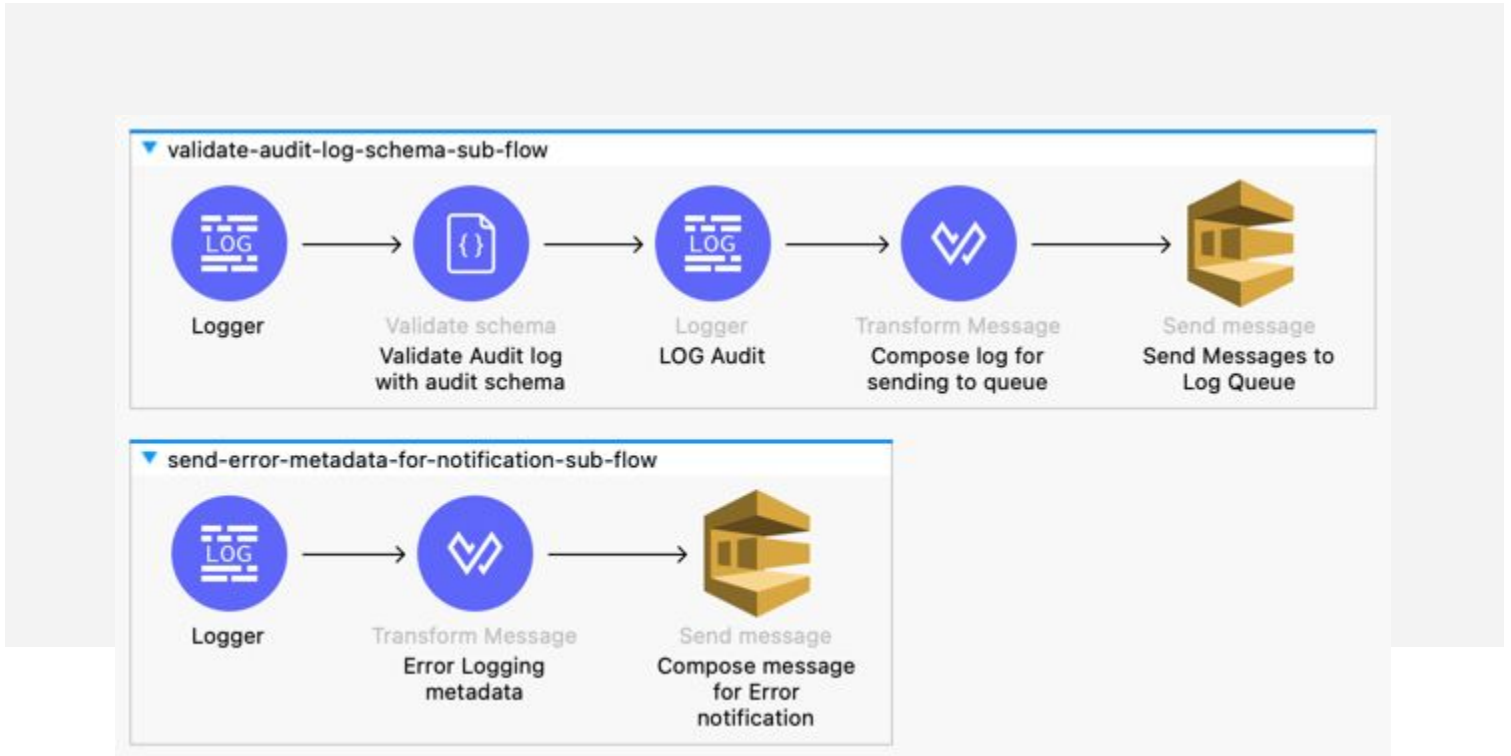 validate-audit-log-schema-sub-flow
LOG
LOG
Logger
Validate schema
Logger
Transform Message
Send message
Validate Audit log
with audit schema
LOG Audit
Compose log for
sending to queue
Send Messages to
Log Queue
send-error-metadata-for-notification-sub-flow
LOG
Logger
Transform Message
Send message
Error Logging
metadata
Compose message
for Error
notification